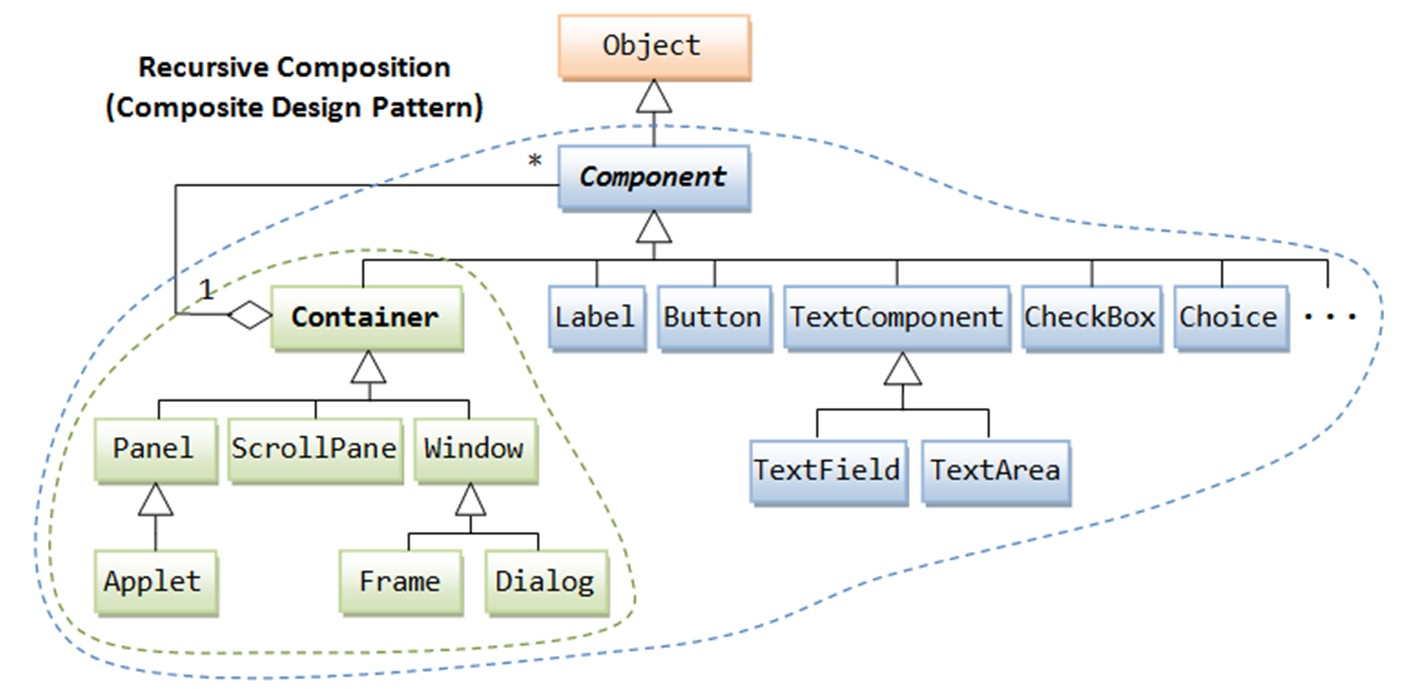 Object
Recursive Composition
(Composite Design Pattern)
*
Component
1
Container
Label
Button
TextComponent
CheckBox
Choice
...
Panel
ScrollPane
Window
TextField
TextArea
Applet
Frame
Dialog